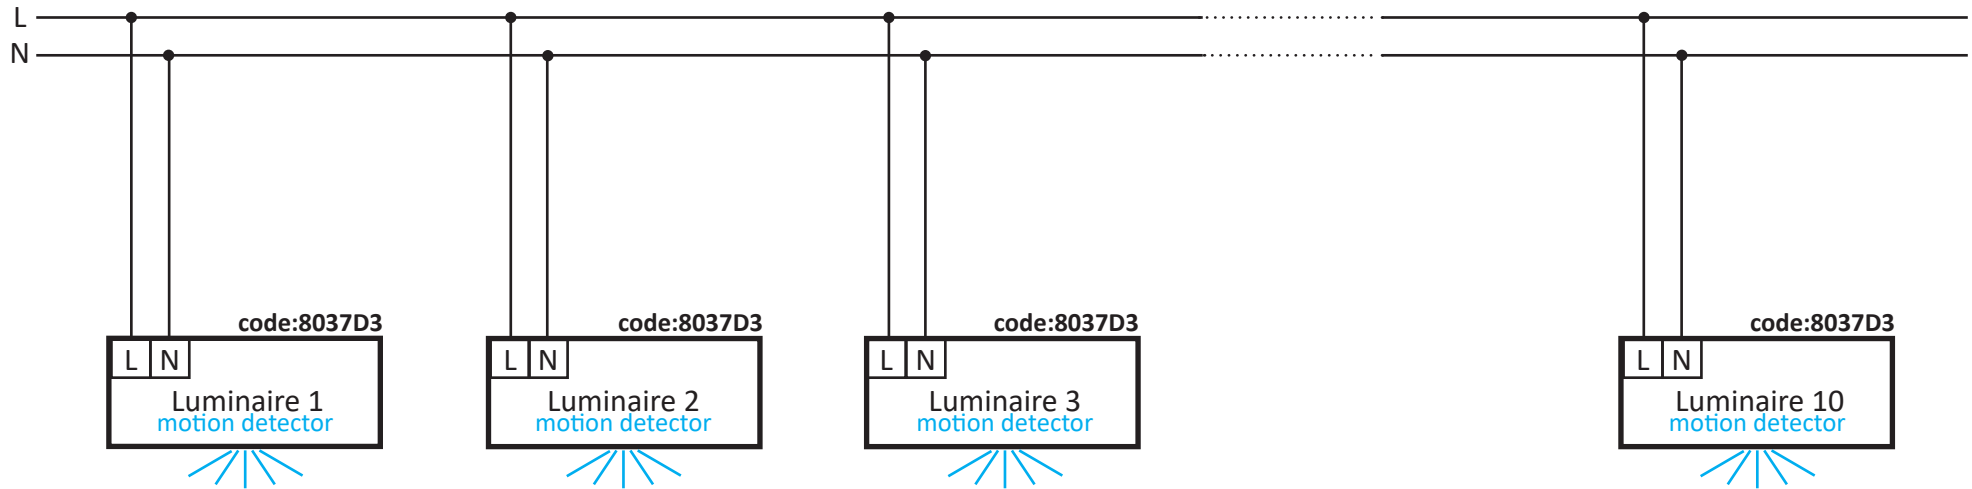 L
N
code:8037D3
L N
Luminaire 1
motion detector
code:8037D3
L N
Luminaire 2
motion detector
code:8037D3
L N
Luminaire 3
motion detector
code:8037D3
L N
Luminaire 10
motion detector